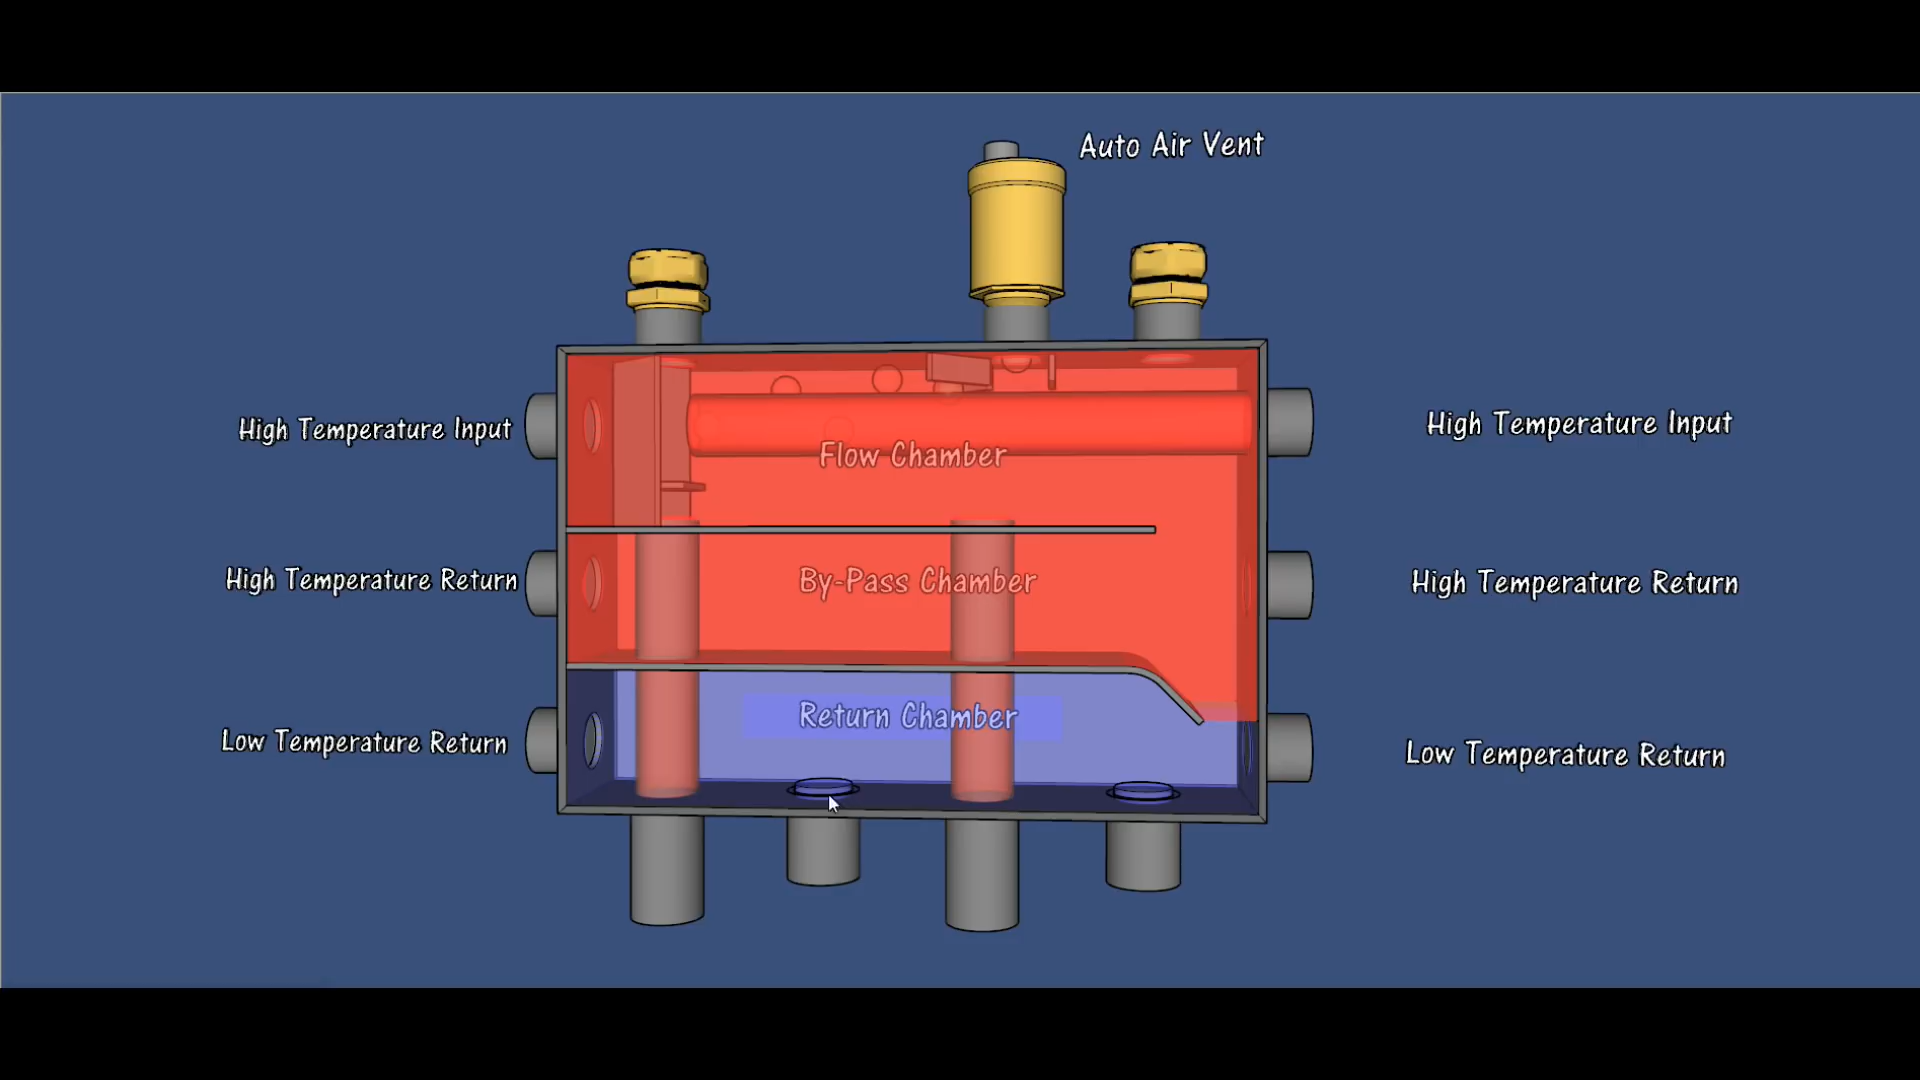 Auto Air Vent
High Temperature Input
High Temperature Input
Flow Chamber
High Temperature Return
By-Pass Chamber
High Temperature Return
Low Temperature Return
Return Chamber
Low Temperature Return